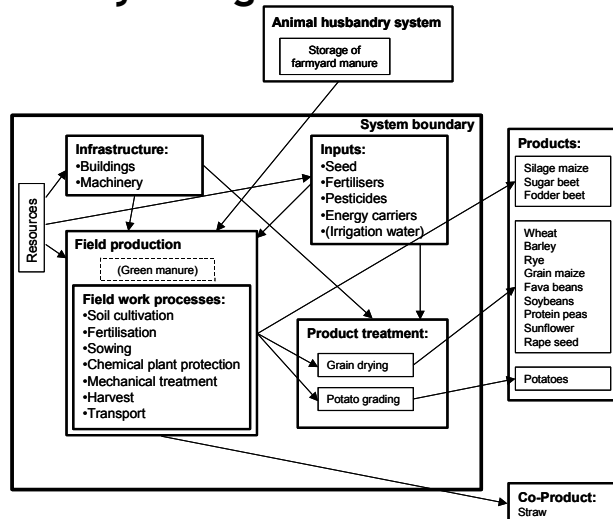 Animal husbandry system
Storage of
farmyard manure
System boundary
Infrastructure:
•Buildings
•Machinery
Inputs:
•Seed
•Fertilisers
•Pesticides
•Energy carriers
•(Irrigation water)
Resources
Field production
(Green manure)
Field work processes:
•Soil cultivation
•Fertilisation
•Sowing
•Chemical plant protection
•Mechanical treatment
•Harvest
•Transport
Product treatment:
Grain drying
Potato grading
Products:
Silage maize
Sugar beet
Fodder beet
Wheat
Barley
Rye
Grain maize
Fava beans
Soybeans
Protein peas
Sunflower
Rape seed
Potatoes
Co-Product:
Straw